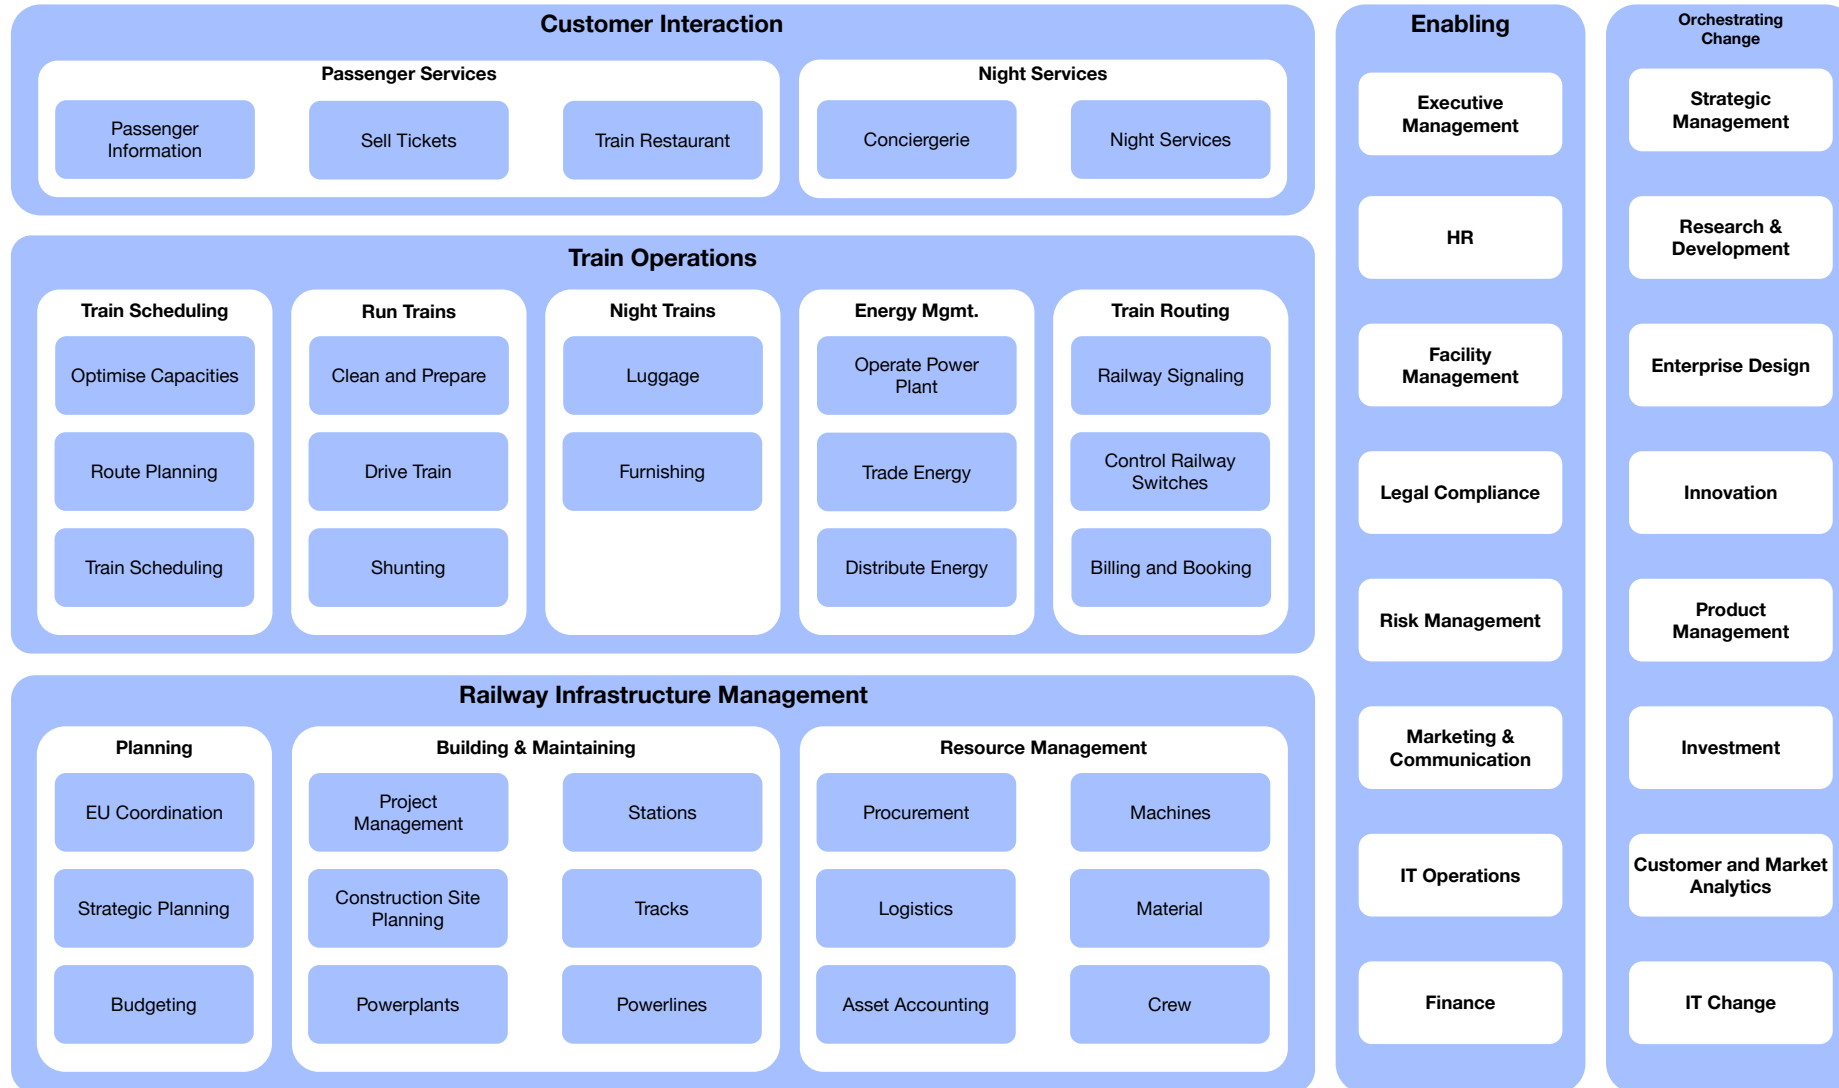 Customer Interaction
Passenger Services
Passenger
Information
Sell Tickets
Train Restaurant
Night Services
Conciergerie
Night Services
Train Operations
Train Scheduling
Optimise Capacities
Route Planning
Train Scheduling
Run Trains
Clean and Prepare
Drive Train
Shunting
Night Trains
Luggage
Furnishing
Energy Mgmt.
Operate Power
Plant
Trade Energy
Distribute Energy
Train Routing
Railway Signaling
Control Railway
Switches
Billing and Booking
Railway Infrastructure Management
Planning
EU Coordination
Strategic Planning
Budgeting
Building & Maintaining
Project
Management
Stations
Construction Site
Planning
Tracks
Powerplants
Powerlines
Resource Management
Procurement
Machines
Logistics
Material
Asset Accounting
Crew
Enabling
Executive
Management
HR
Facility
Management
Legal Compliance
Risk Management
Marketing &
Communication
IT Operations
Finance
Orchestrating
Change
Strategic
Management
Research &
Development
Enterprise Design
Innovation
Product
Management
Investment
Customer and Market
Analytics
IT Change